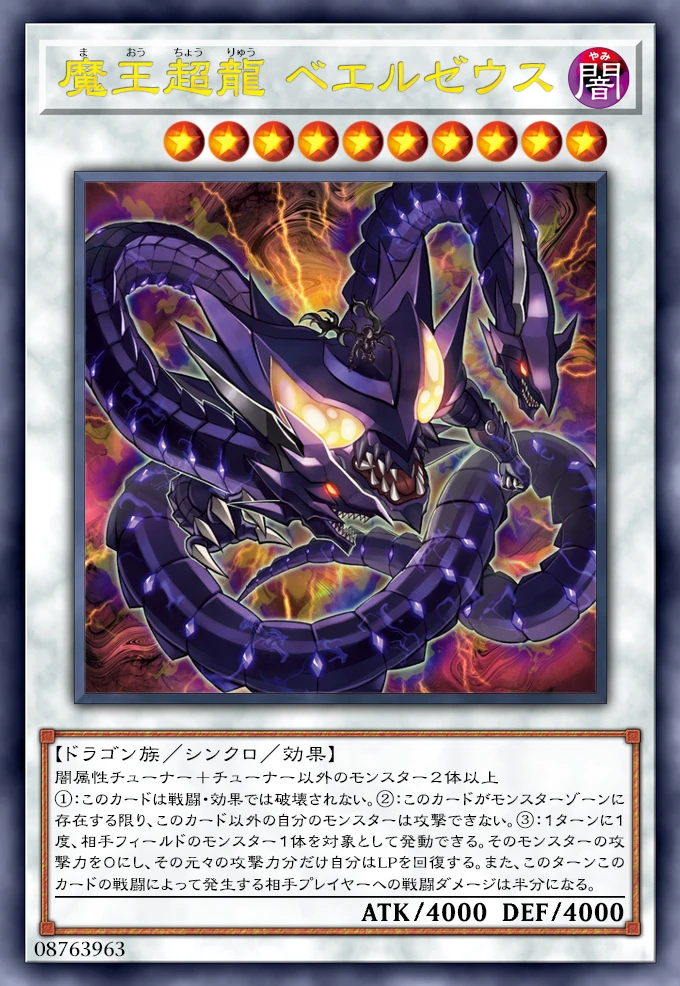 ま おう ちょう りゅう
魔王超龍 ベエルゼウス
やみ
闇
【ドラゴン族／シンクロ／効果】
闇属性チューナー＋チューナー以外のモンスター２体以上
①：このカードは戦闘・効果では破壊されない。②：このカードがモンスターゾーンに
存在する限り、このカード以外の自分のモンスターは攻撃できない。③：１ターンに１
度、相手フィールドのモンスター１体を対象として発動できる。そのモンスターの攻
撃力を０にし、その元々の攻撃力分だけ自分はLPを回復する。また、このターンこの
カードの戦闘によって発生する相手プレイヤーへの戦闘ダメージは半分になる。
ATK/4000 DEF/4000
08763963